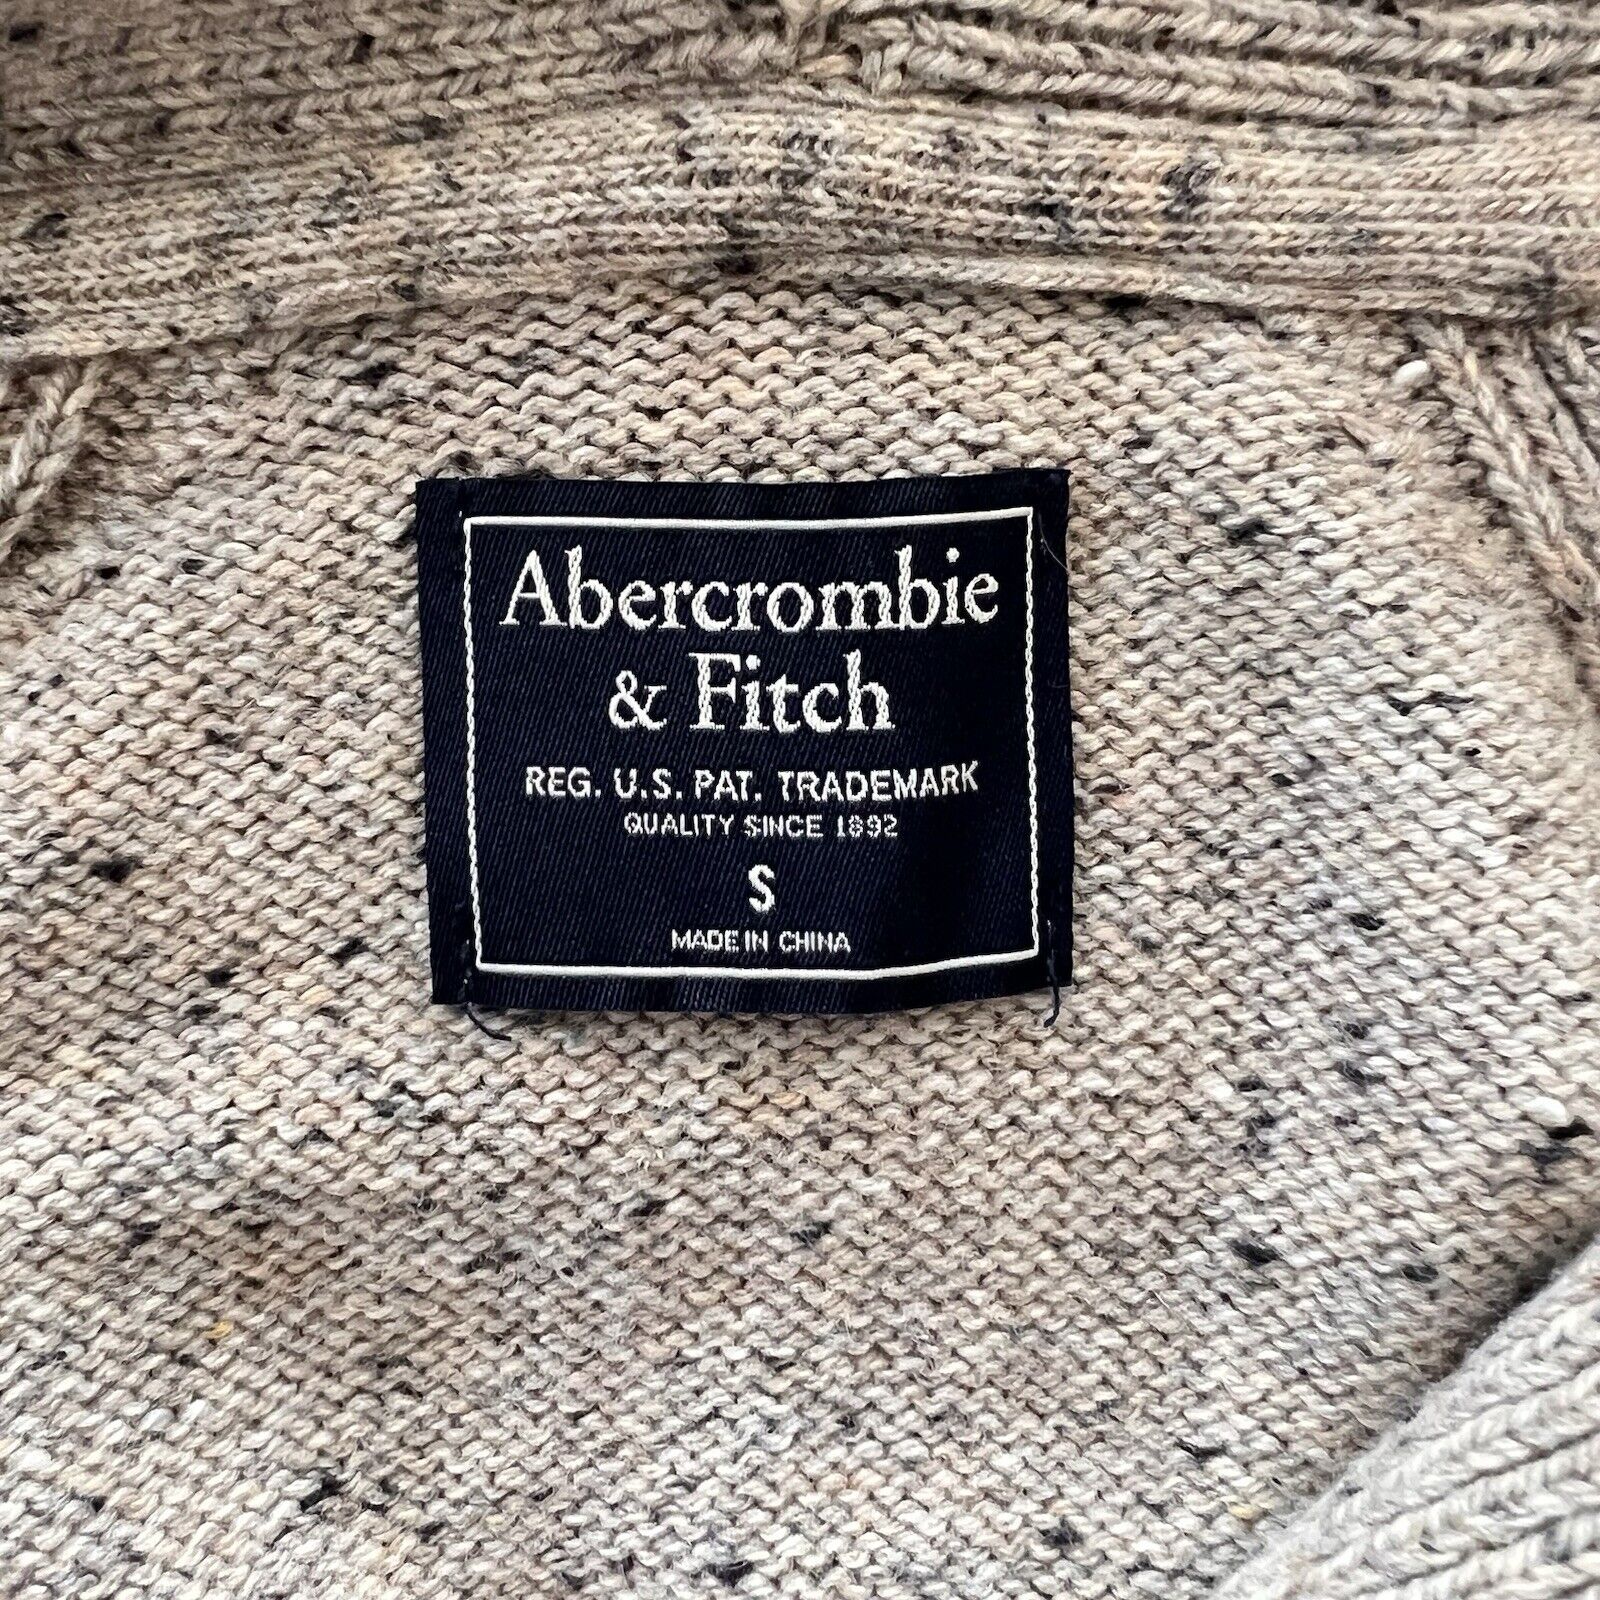 Abercrombie
& Fitch
REG. U.S. PAT. TRADEMARK
QUALITY SINCE 1892
S
MADE IN CHINA